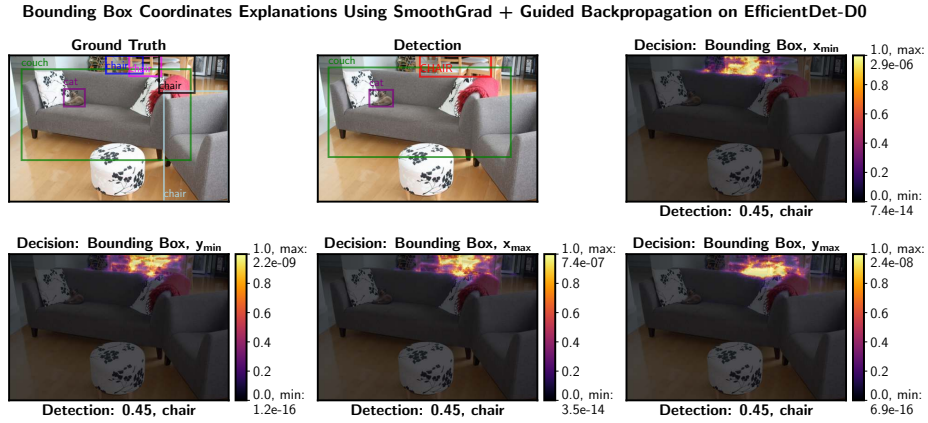 Bounding Box Coordinates Explanations Using SmoothGrad + Guided Backpropagation on EfficientDet-D0
Ground Truth
couch
cat
chair
chair
chair
Detection
couch
cat
CHAIR
Decision: Bounding Box, xmin
1.0, max:
2.9e-06
0.8
0.6
0.4
0.2
0.0, min:
7.4e-14
Detection: 0.45, chair
Decision: Bounding Box, ymin
1.0, max:
2.2e-09
0.8
0.6
0.4
0.2
0.0, min:
1.2e-16
Detection: 0.45, chair
Decision: Bounding Box, xmax
1.0, max:
7.4e-07
0.8
0.6
0.4
0.2
0.0, min:
3.5e-14
Detection: 0.45, chair
Decision: Bounding Box, ymax
1.0, max:
2.4e-08
0.8
0.6
0.4
0.2
0.0, min:
6.9e-16
Detection: 0.45, chair